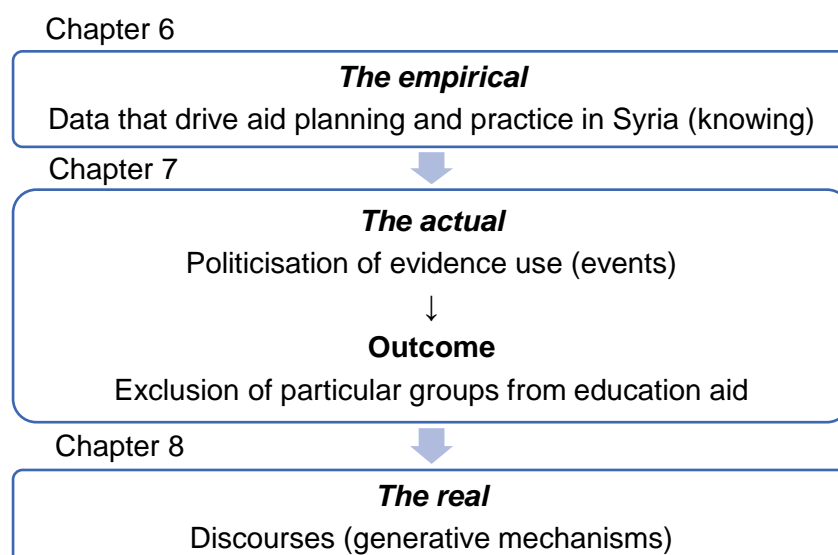 Chapter 6
The empirical
Data that drive aid planning and practice in Syria (knowing)
Chapter 7
The actual
Politicisation of evidence use (events)
↓
Outcome
Exclusion of particular groups from education aid
Chapter 8
The real
Discourses (generative mechanisms)